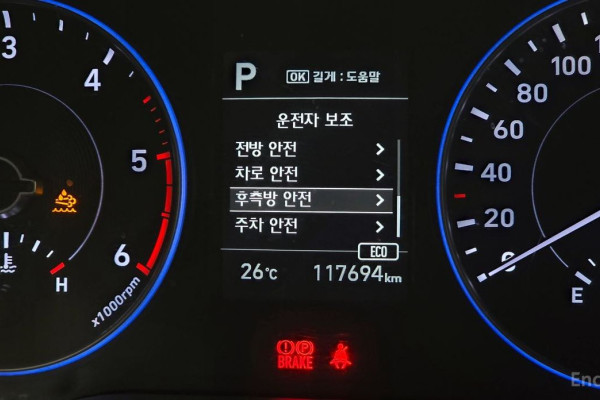 3
4
5
6
x1000rpm
H
P
OK 길게 : 도움말
운전자 보조
전방 안전
차로 안전
후측방 안전
주차 안전
ECO
26℃ 117694km
BRAKE
100
80
60
40
20
0
E